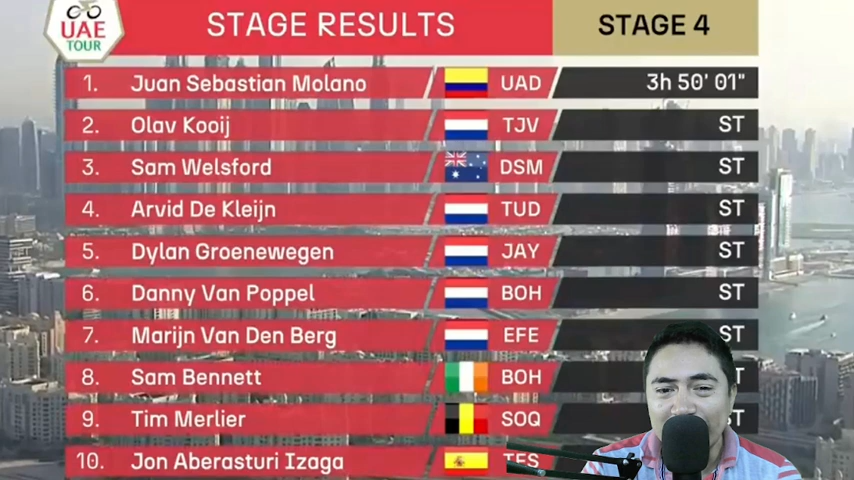 UAE
TOUR
STAGE RESULTS STAGE 4
1. Juan Sebastian Molano UAD 3h 50' 01"
2. Olav Kooij TJV ST
3. Sam Welsford DSM ST
4. Arvid De Kleijn TUD ST
5. Dylan Groenewegen JAY ST
6. Danny Van Poppel BOH ST
7. Marijn Van Den Berg EFE ST
8. Sam Bennett BOH
9. Tim Merlier SOQ ST
10. Jon Aberasturi Izaga